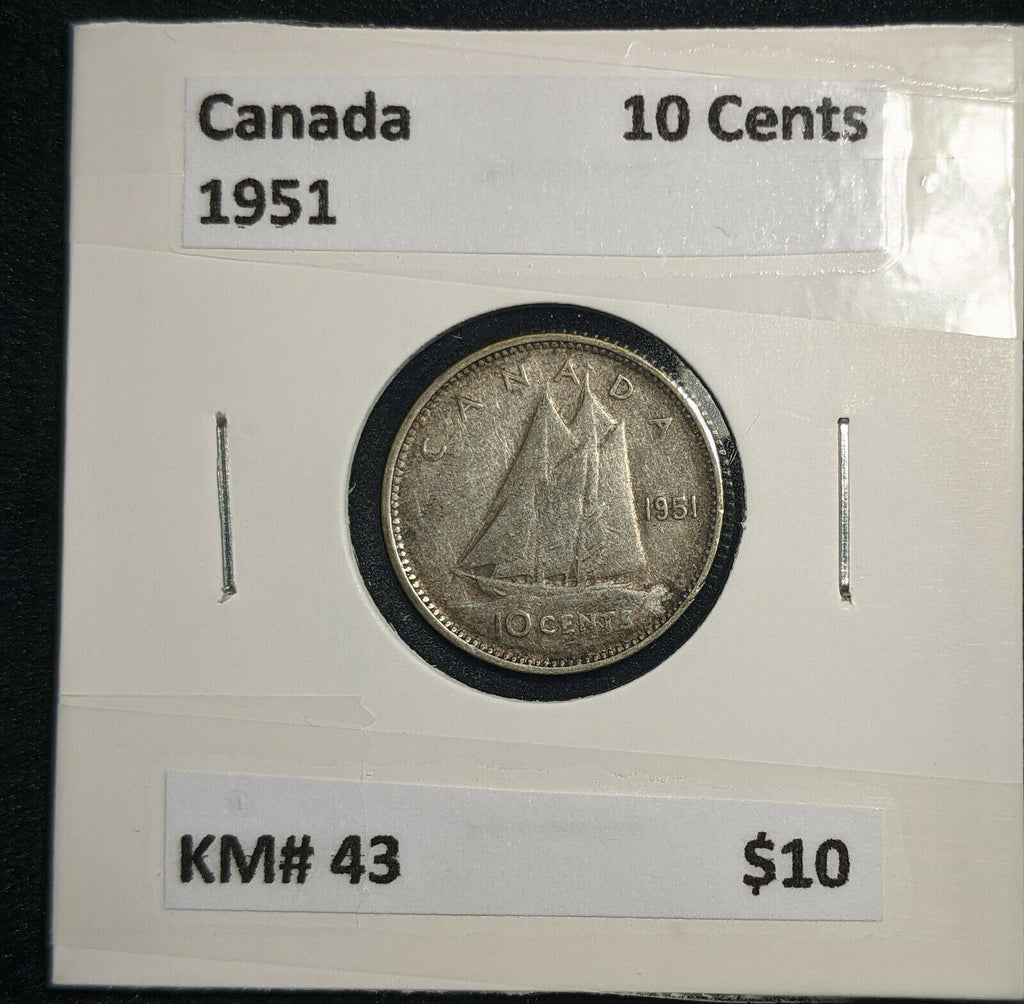 Canada 10 Cents
1951
CANADA
1951
10 CENTS
KM# 43 $10